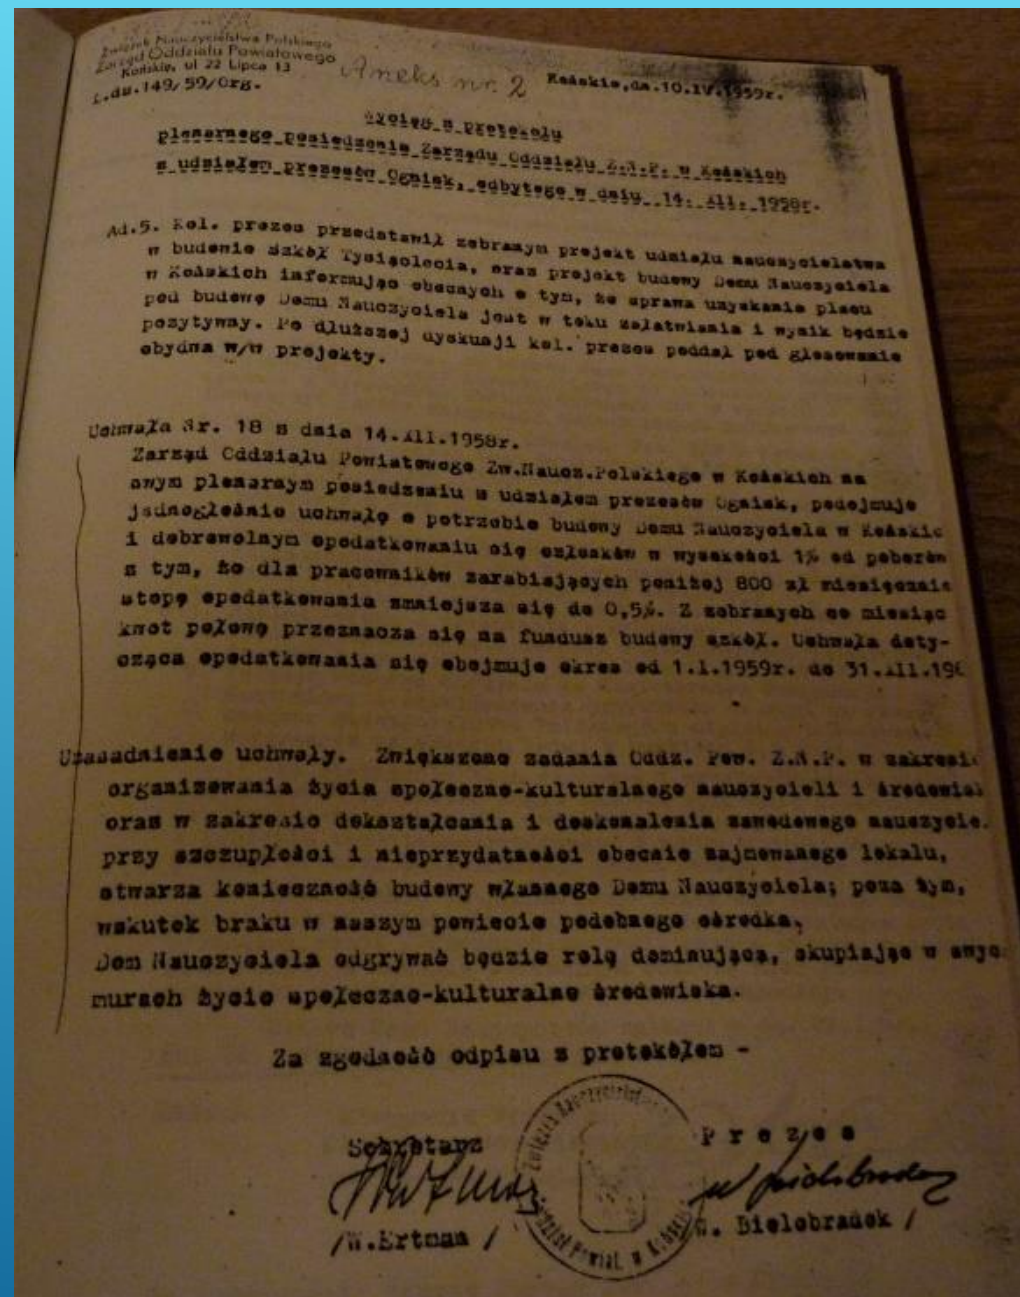 Związek Nauczycielstwa Polskiego
Zarząd Oddziału Powiatowego
Końskie, ul 22 Lipca 13
L.dz.149/59/Org.
Aneks nr. 2
Końskie,dn.10.IV.1959r.
Wyciąg z protokołu
plenarnego posiedzenia Zarządu Oddziału Z.N.P. w Końskich
z udziałem prezesów Ognisk, odbytego w dniu 14. XII. 1958r.
Ad.5. Kol. prezes przedstawił zebranym projekt udziału nauczycielstwa
w budowie Szkół Tysiąclecia, oraz projekt budowy Domu Nauczyciela
w Końskich informując obecnych o tym, że sprawa uzyskania placu
pod budowę Domu Nauczyciela jest w toku załatwiania i wynik będzie
pozytywny. Po dłuższej dyskusji kol. prezes poddał pod głosowanie
obydwa w/w projekty.
Uchwała Nr. 18 z dnia 14.XII.1958r.
Zarząd Oddziału Powiatowego Zw.Naucz.Polskiego w Końskich na
swym plenarnym posiedzeniu z udziałem prezesów Ognisk, podejmuje
jednogłośnie uchwałę o potrzebie budowy Domu Nauczyciela w Koński
i dobrowolnym opodatkowaniu się członków w wysokości 1% od poborów
z tym, że dla pracowników zarabiających poniżej 800 zł miesięcznie
stopę opodatkowania zmniejsza się do 0,5%. Z zebranych co miesiąc
kwot połowę przeznacza się na fundusz budowy szkół. Uchwała doty-
cząca opodatkowania się obejmuje okres od 1.I.1959r. do 31.XII.196
Uzasadnienie uchwały. Zwiększone zadania Oddz. Pow. Z.N.P. w zakresie
organizowania życia społeczno-kulturalnego nauczycieli i środowisk
oraz w zakresie dokształcania i doskonalenia zawodowego nauczycie
przy szczupłości i nieprzydatności obecnie zajmowanego lokalu,
stwarza konieczność budowy własnego Domu Nauczyciela; poza tym,
wskutek braku w naszym powiecie podobnego ośrodka,
Dom Nauczyciela odgrywać będzie rolę dominującą, skupiając w swyc
murach życie społeczno-kulturalne środowiska.
Za zgodność odpisu z protokółem -
Sekretarz
Prezes
/W.Ertman /
Bielobradek /